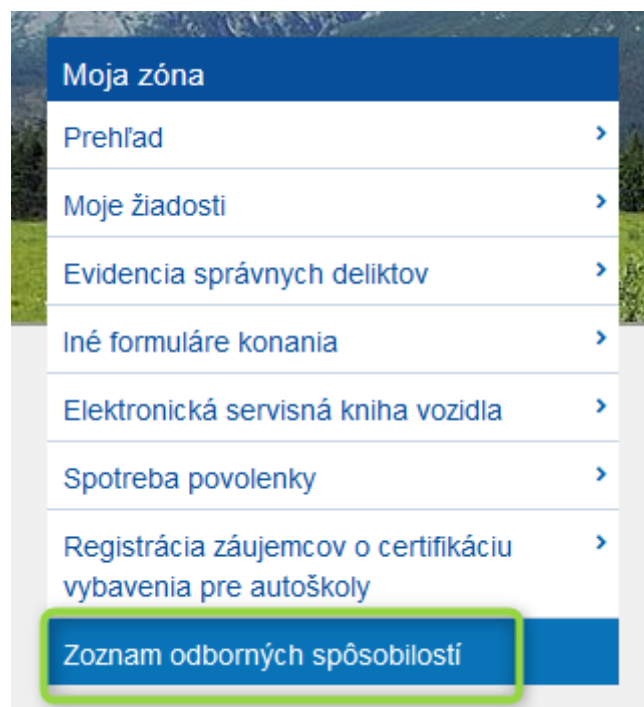 Moja zóna
Prehľad
Moje žiadosti
Evidencia správnych deliktov
Iné formuláre konania
Elektronická servisná kniha vozidla
Spotreba povolenky
Registrácia záujemcov o certifikáciu
vybavenia pre autoškoly
Zoznam odborných spôsobilostí